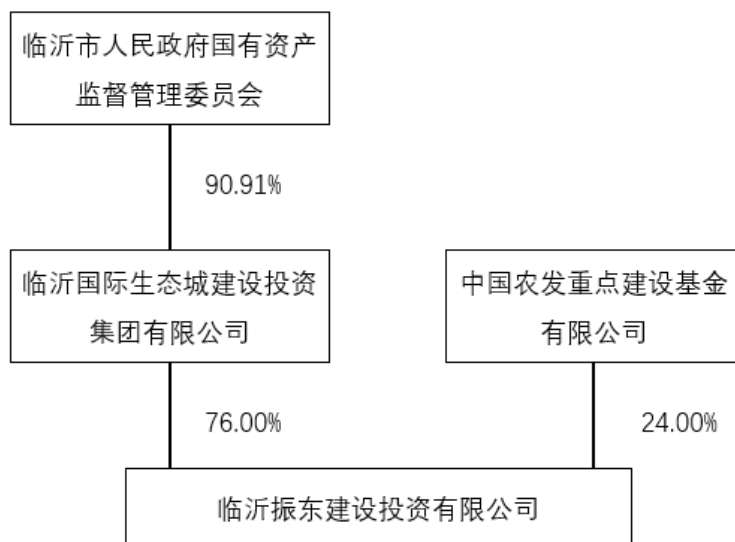 临沂市人民政府国有资产
监督管理委员会
90.91%
临沂国际生态城建设投资
集团有限公司
中国农发重点建设基金
有限公司
76.00%
24.00%
临沂振东建设投资有限公司